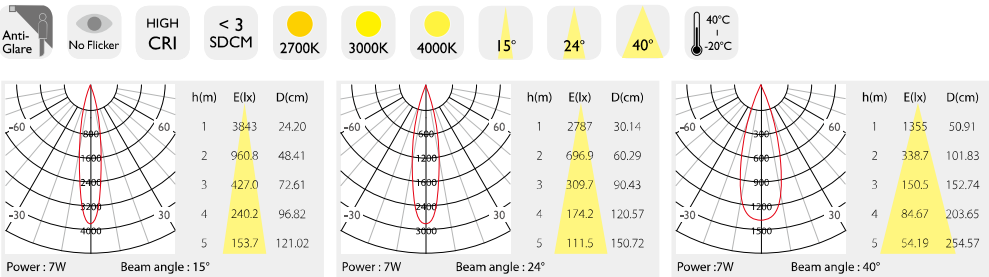 Anti-
Glare
No Flicker
HIGH
CRI
< 3
SDCM
2700K
3000K
4000K
15°
24°
40°
40°C
-20°C
h(m) E(lx) D(cm)
1 3843 24.20
2 960.8 48.41
3 427.0 72.61
4 240.2 96.82
5 153.7 121.02
-60 60
-30 30
800
1600
2400
3200
4000
Power : 7W Beam angle : 15°
h(m) E(lx) D(cm)
1 2787 30.14
2 696.9 60.29
3 309.7 90.43
4 174.2 120.57
5 111.5 150.72
-60 60
-30 30
600
1200
1800
2400
3000
Power : 7W Beam angle : 24°
h(m) E(lx) D(cm)
1 1355 50.91
2 338.7 101.83
3 150.5 152.74
4 84.67 203.65
5 54.19 254.57
-60 60
-30 30
300
600
900
1200
1500
Power :7W Beam angle : 40°